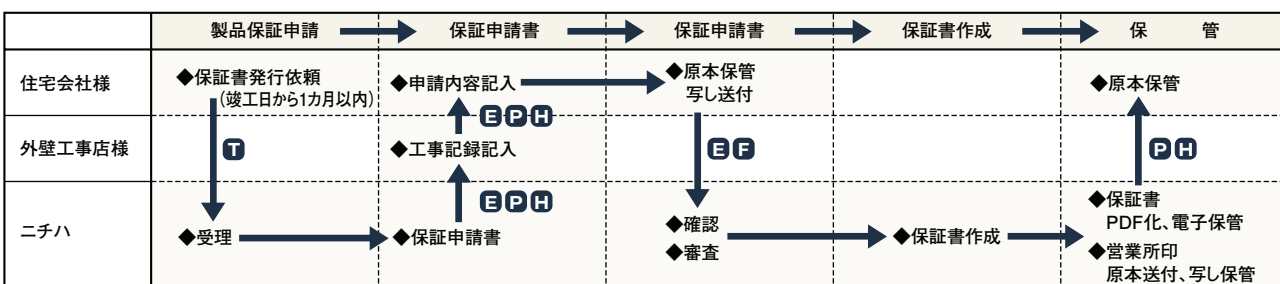 製品保証申請 保証申請書 保証申請書 保証書作成 保管
住宅会社様
◆保証書発行依頼
(竣工日から1カ月以内)
◆申請内容記入
◆原本保管
写し送付
◆原本保管
E P H
外壁工事店様
T
◆工事記録記入
E F
P H
E P H
ニチハ
◆受理
◆保証申請書
◆確認
◆審査
◆保証書作成
◆保証書
PDF化、電子保管
◆営業所印
原本送付、写し保管